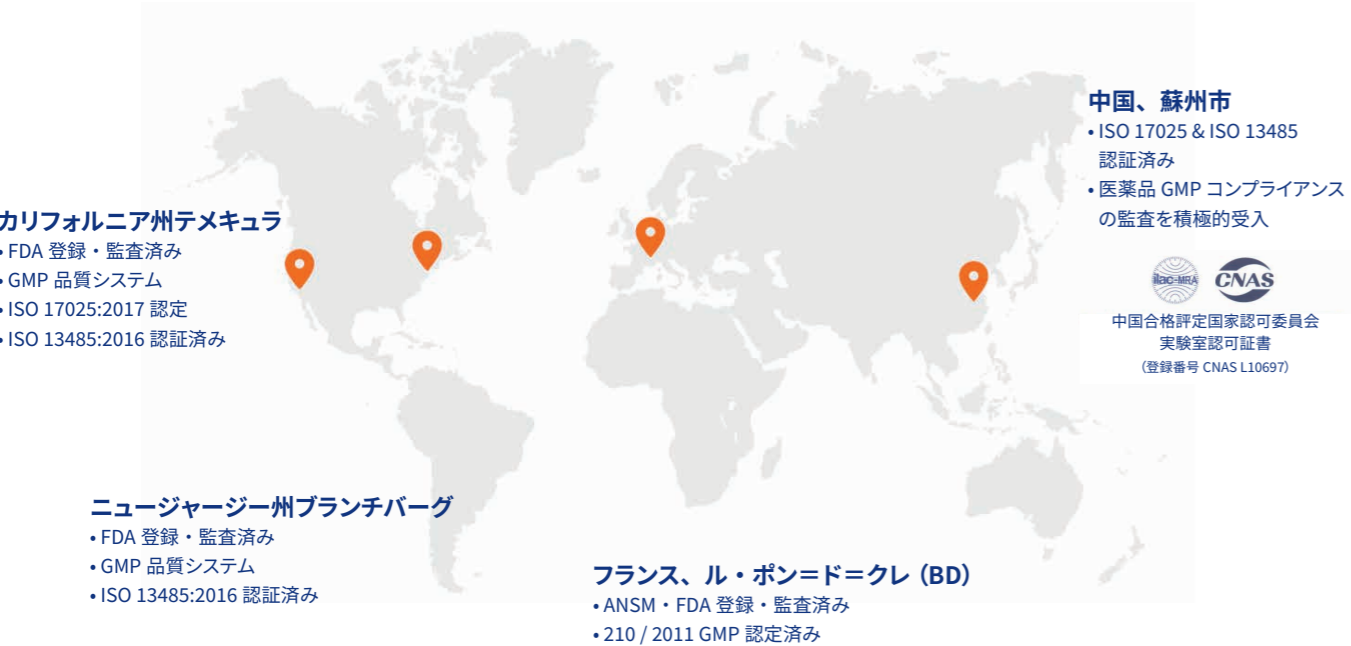 中国、蘇州市
• ISO 17025 & ISO 13485
認証済み
• 医薬品 GMP コンプライアンス
の監査を積極的受入
ilac-MRA CNAS
中国合格評定国家認可委員会
実験室認可証書
（登録番号 CNAS L10697）
カリフォルニア州テメキュラ
• FDA 登録・監査済み
• GMP 品質システム
• ISO 17025:2017 認定
• ISO 13485:2016 認証済み
ニュージャージー州ブランチバーグ
• FDA 登録・監査済み
• GMP 品質システム
• ISO 13485:2016 認証済み
フランス、ル・ポン＝ド＝クレ（BD）
• ANSM・FDA 登録・監査済み
• 210 / 2011 GMP 認定済み